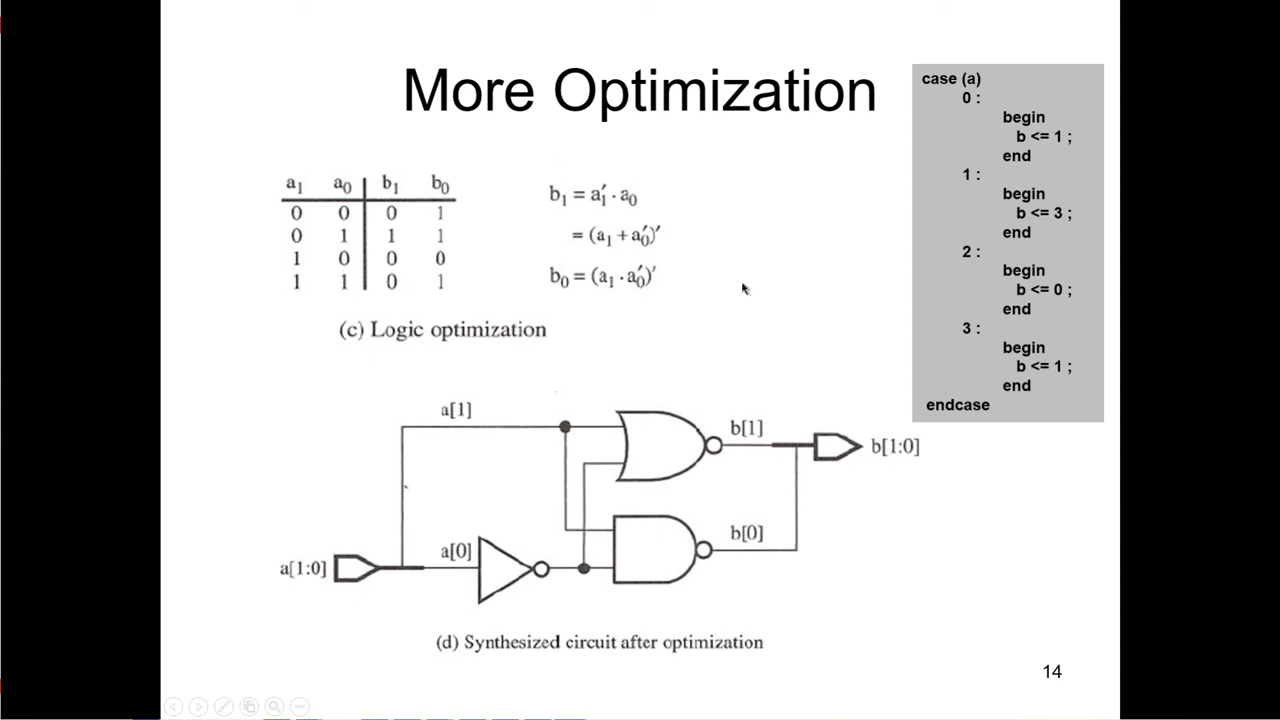 More Optimization
a1 a0 b1 b0
0 0 0 1
0 1 1 1
1 0 0 0
1 1 0 1
b1 = a1′ · a0
= (a1 + a0′)′
b0 = (a1 · a0′)′
(c) Logic optimization
case (a)
0 :
begin
b <= 1 ;
end
1 :
begin
b <= 3 ;
end
2 :
begin
b <= 0 ;
end
3 :
begin
b <= 1 ;
end
endcase
a[1]
b[1]
b[1:0]
b[0]
a[0]
a[1:0]
(d) Synthesized circuit after optimization
14